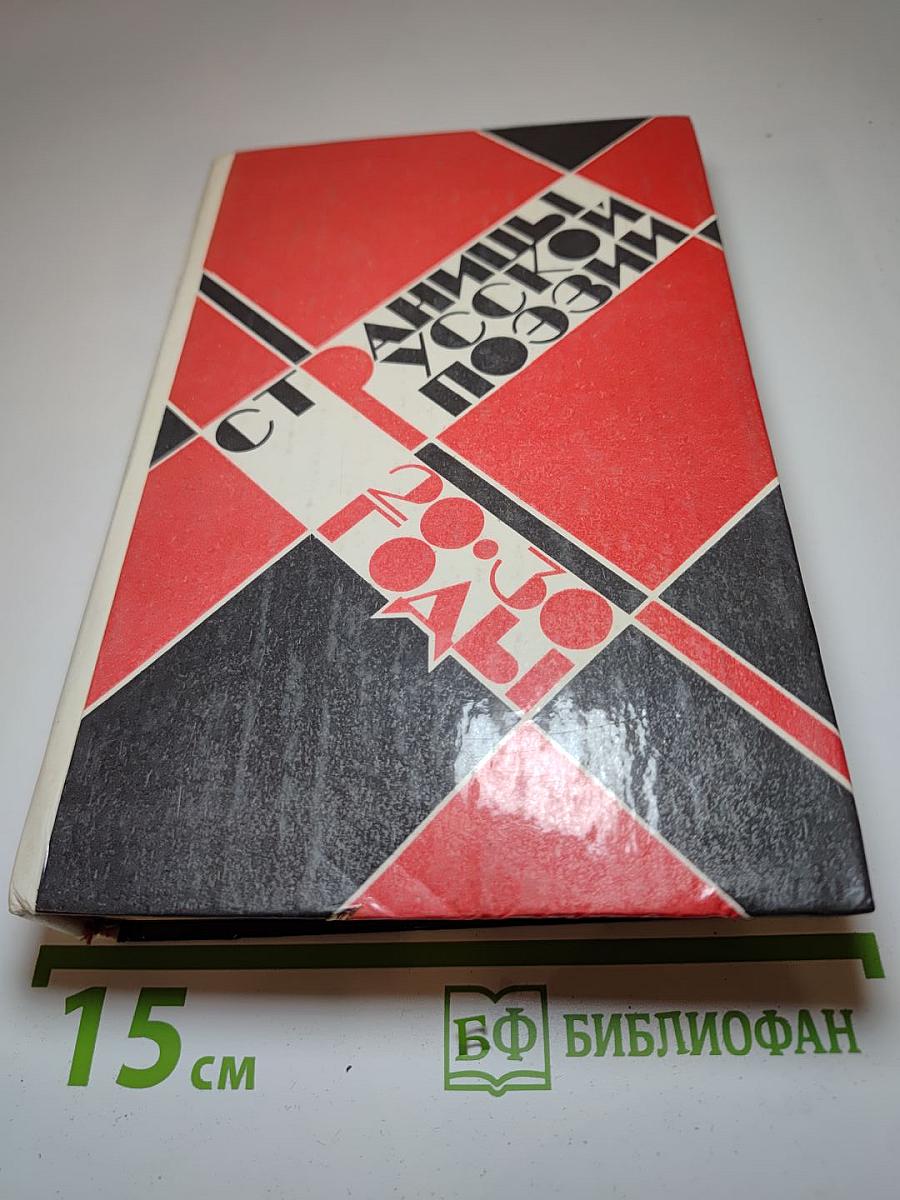 СТРАНИЦЫ
РУССКОЙ
ПОЭЗИИ
20·30
ГОДЫ
15 см
БФ БИБЛИОФАН